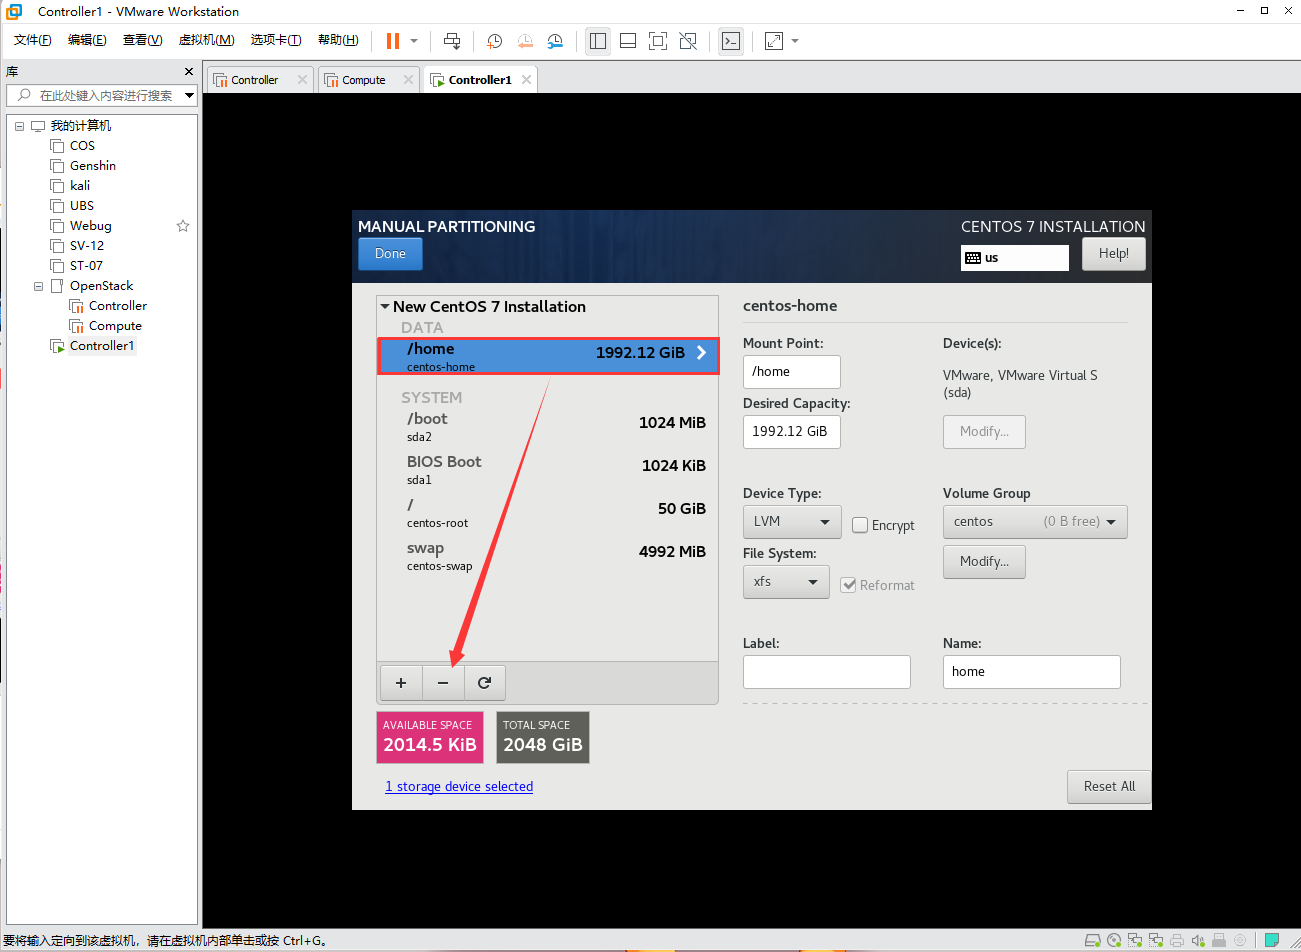 Controller1 - VMware Workstation
文件(F) 编辑(E) 查看(V) 虚拟机(M) 选项卡(T) 帮助(H)
库
在此处键入内容进行搜索
我的计算机
COS
Genshin
kali
UBS
Webug
SV-12
ST-07
OpenStack
Controller
Compute
Controller1
Controller Compute Controller1
MANUAL PARTITIONING
Done
CENTOS 7 INSTALLATION
us
Help!
New CentOS 7 Installation
DATA
/home 1992.12 GiB
centos-home
SYSTEM
/boot 1024 MiB
sda2
BIOS Boot 1024 KiB
sda1
/ 50 GiB
centos-root
swap 4992 MiB
centos-swap
+ −
AVAILABLE SPACE
2014.5 KiB
TOTAL SPACE
2048 GiB
1 storage device selected
centos-home
Mount Point:
/home
Desired Capacity:
1992.12 GiB
Device(s):
VMware, VMware Virtual S
(sda)
Modify...
Device Type:
LVM
Encrypt
Volume Group
centos (0 B free)
File System:
xfs
Reformat
Modify...
Label:
Name:
home
Reset All
要将输入定向到该虚拟机，请在虚拟机内部单击或按 Ctrl+G。